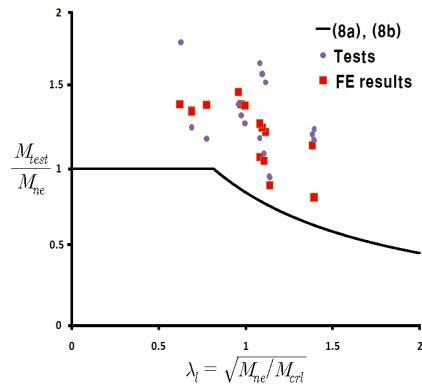 2
(8a), (8b)
Tests
1.5
FE results
M_test / M_ne
1
0.5
0
0 0.5 1 1.5 2
λ_l = √(M_ne/M_crl)